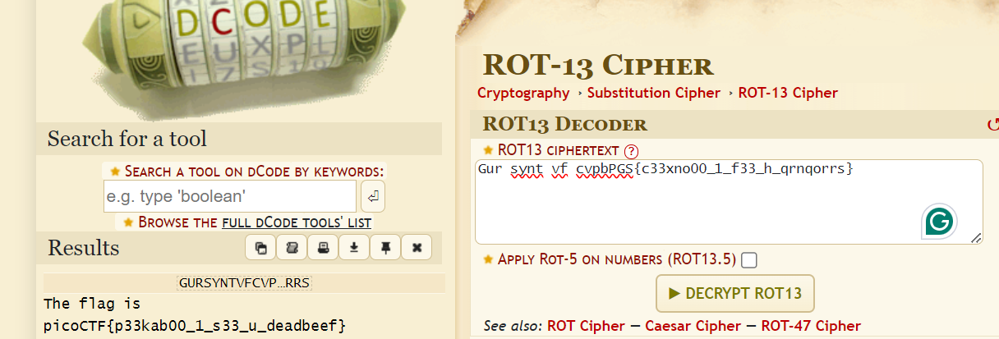 DCODE
EUXPL
Search for a tool
SEARCH A TOOL ON DCODE BY KEYWORDS:
e.g. type 'boolean'
BROWSE THE FULL DCODE TOOLS' LIST
Results
GURSYNTVFCVP…RRS
The flag is
picoCTF{p33kab00_1_s33_u_deadbeef}
ROT-13 CIPHER
Cryptography › Substitution Cipher › ROT-13 Cipher
ROT13 DECODER
ROT13 CIPHERTEXT ?
Gur synt vf cvpbPGS{c33xno00_1_f33_h_qrnqorrs}
G
APPLY ROT-5 ON NUMBERS (ROT13.5)
DECRYPT ROT13
See also: ROT Cipher — Caesar Cipher — ROT-47 Cipher